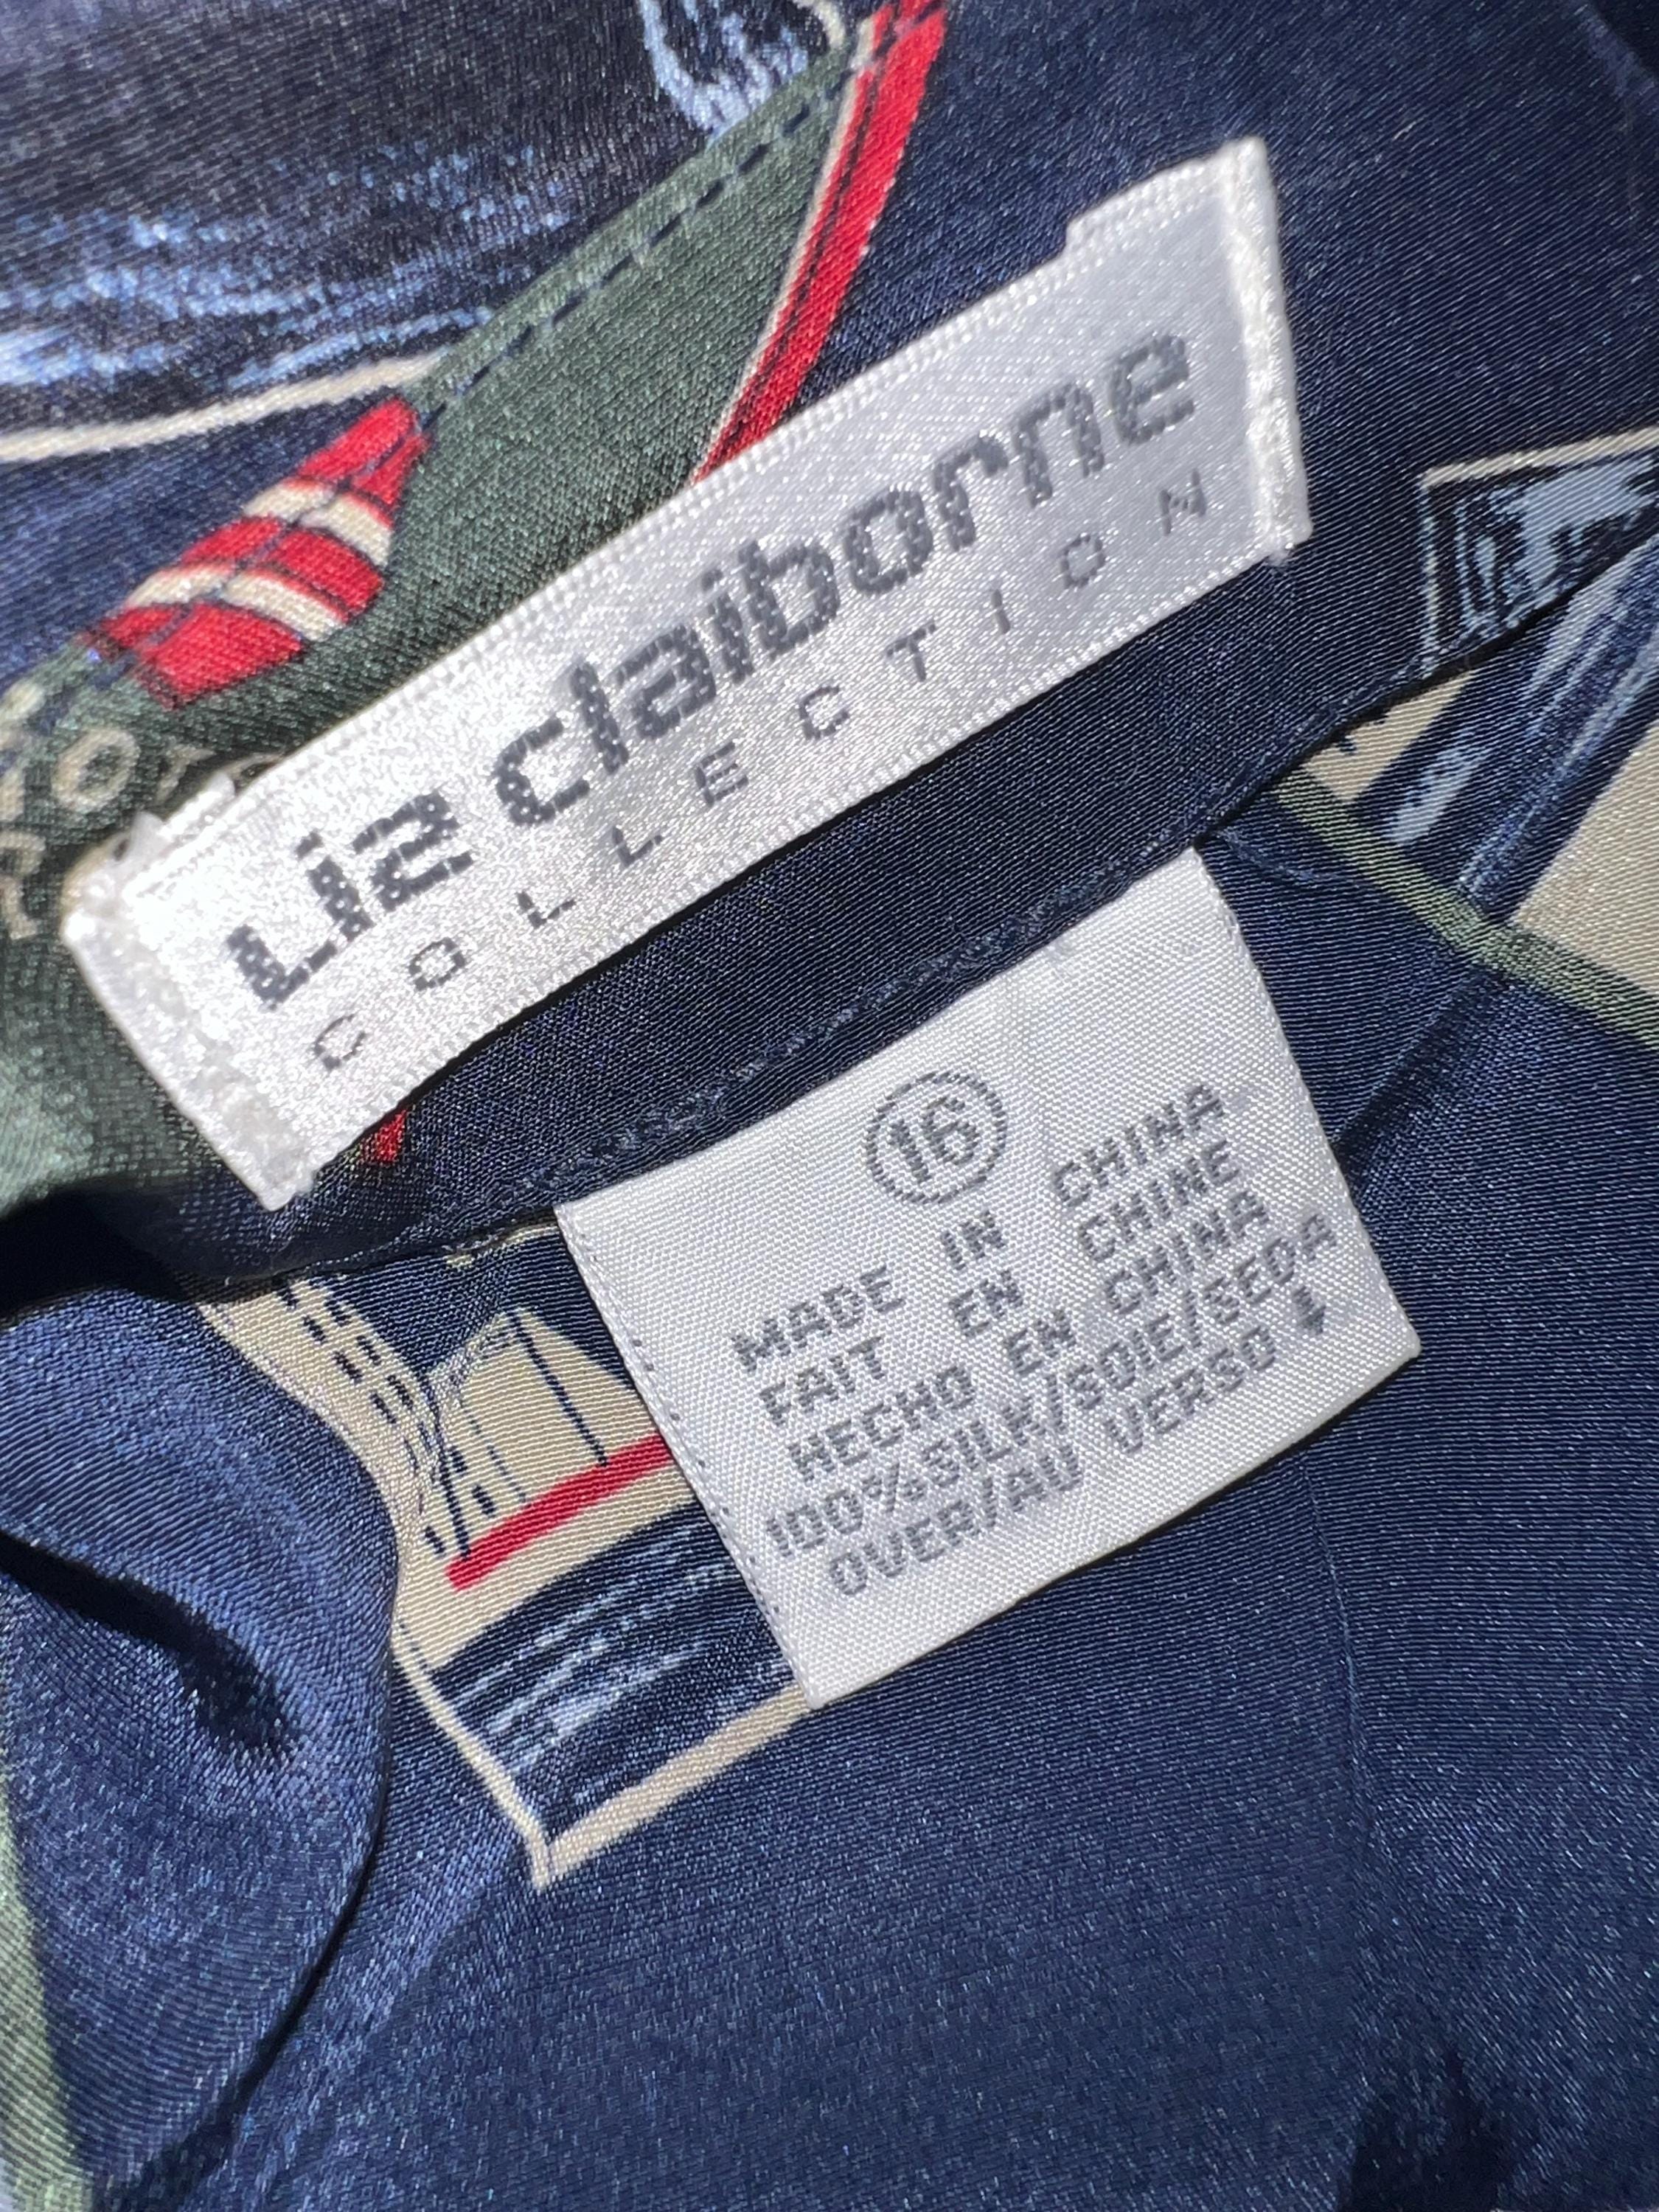 Liz claiborne
COLLECTION
16
MADE IN CHINA
FAIT EN CHINE
HECHO EN CHINA
100%SILK/SOIE/SEDA
OVER/AU VERSO